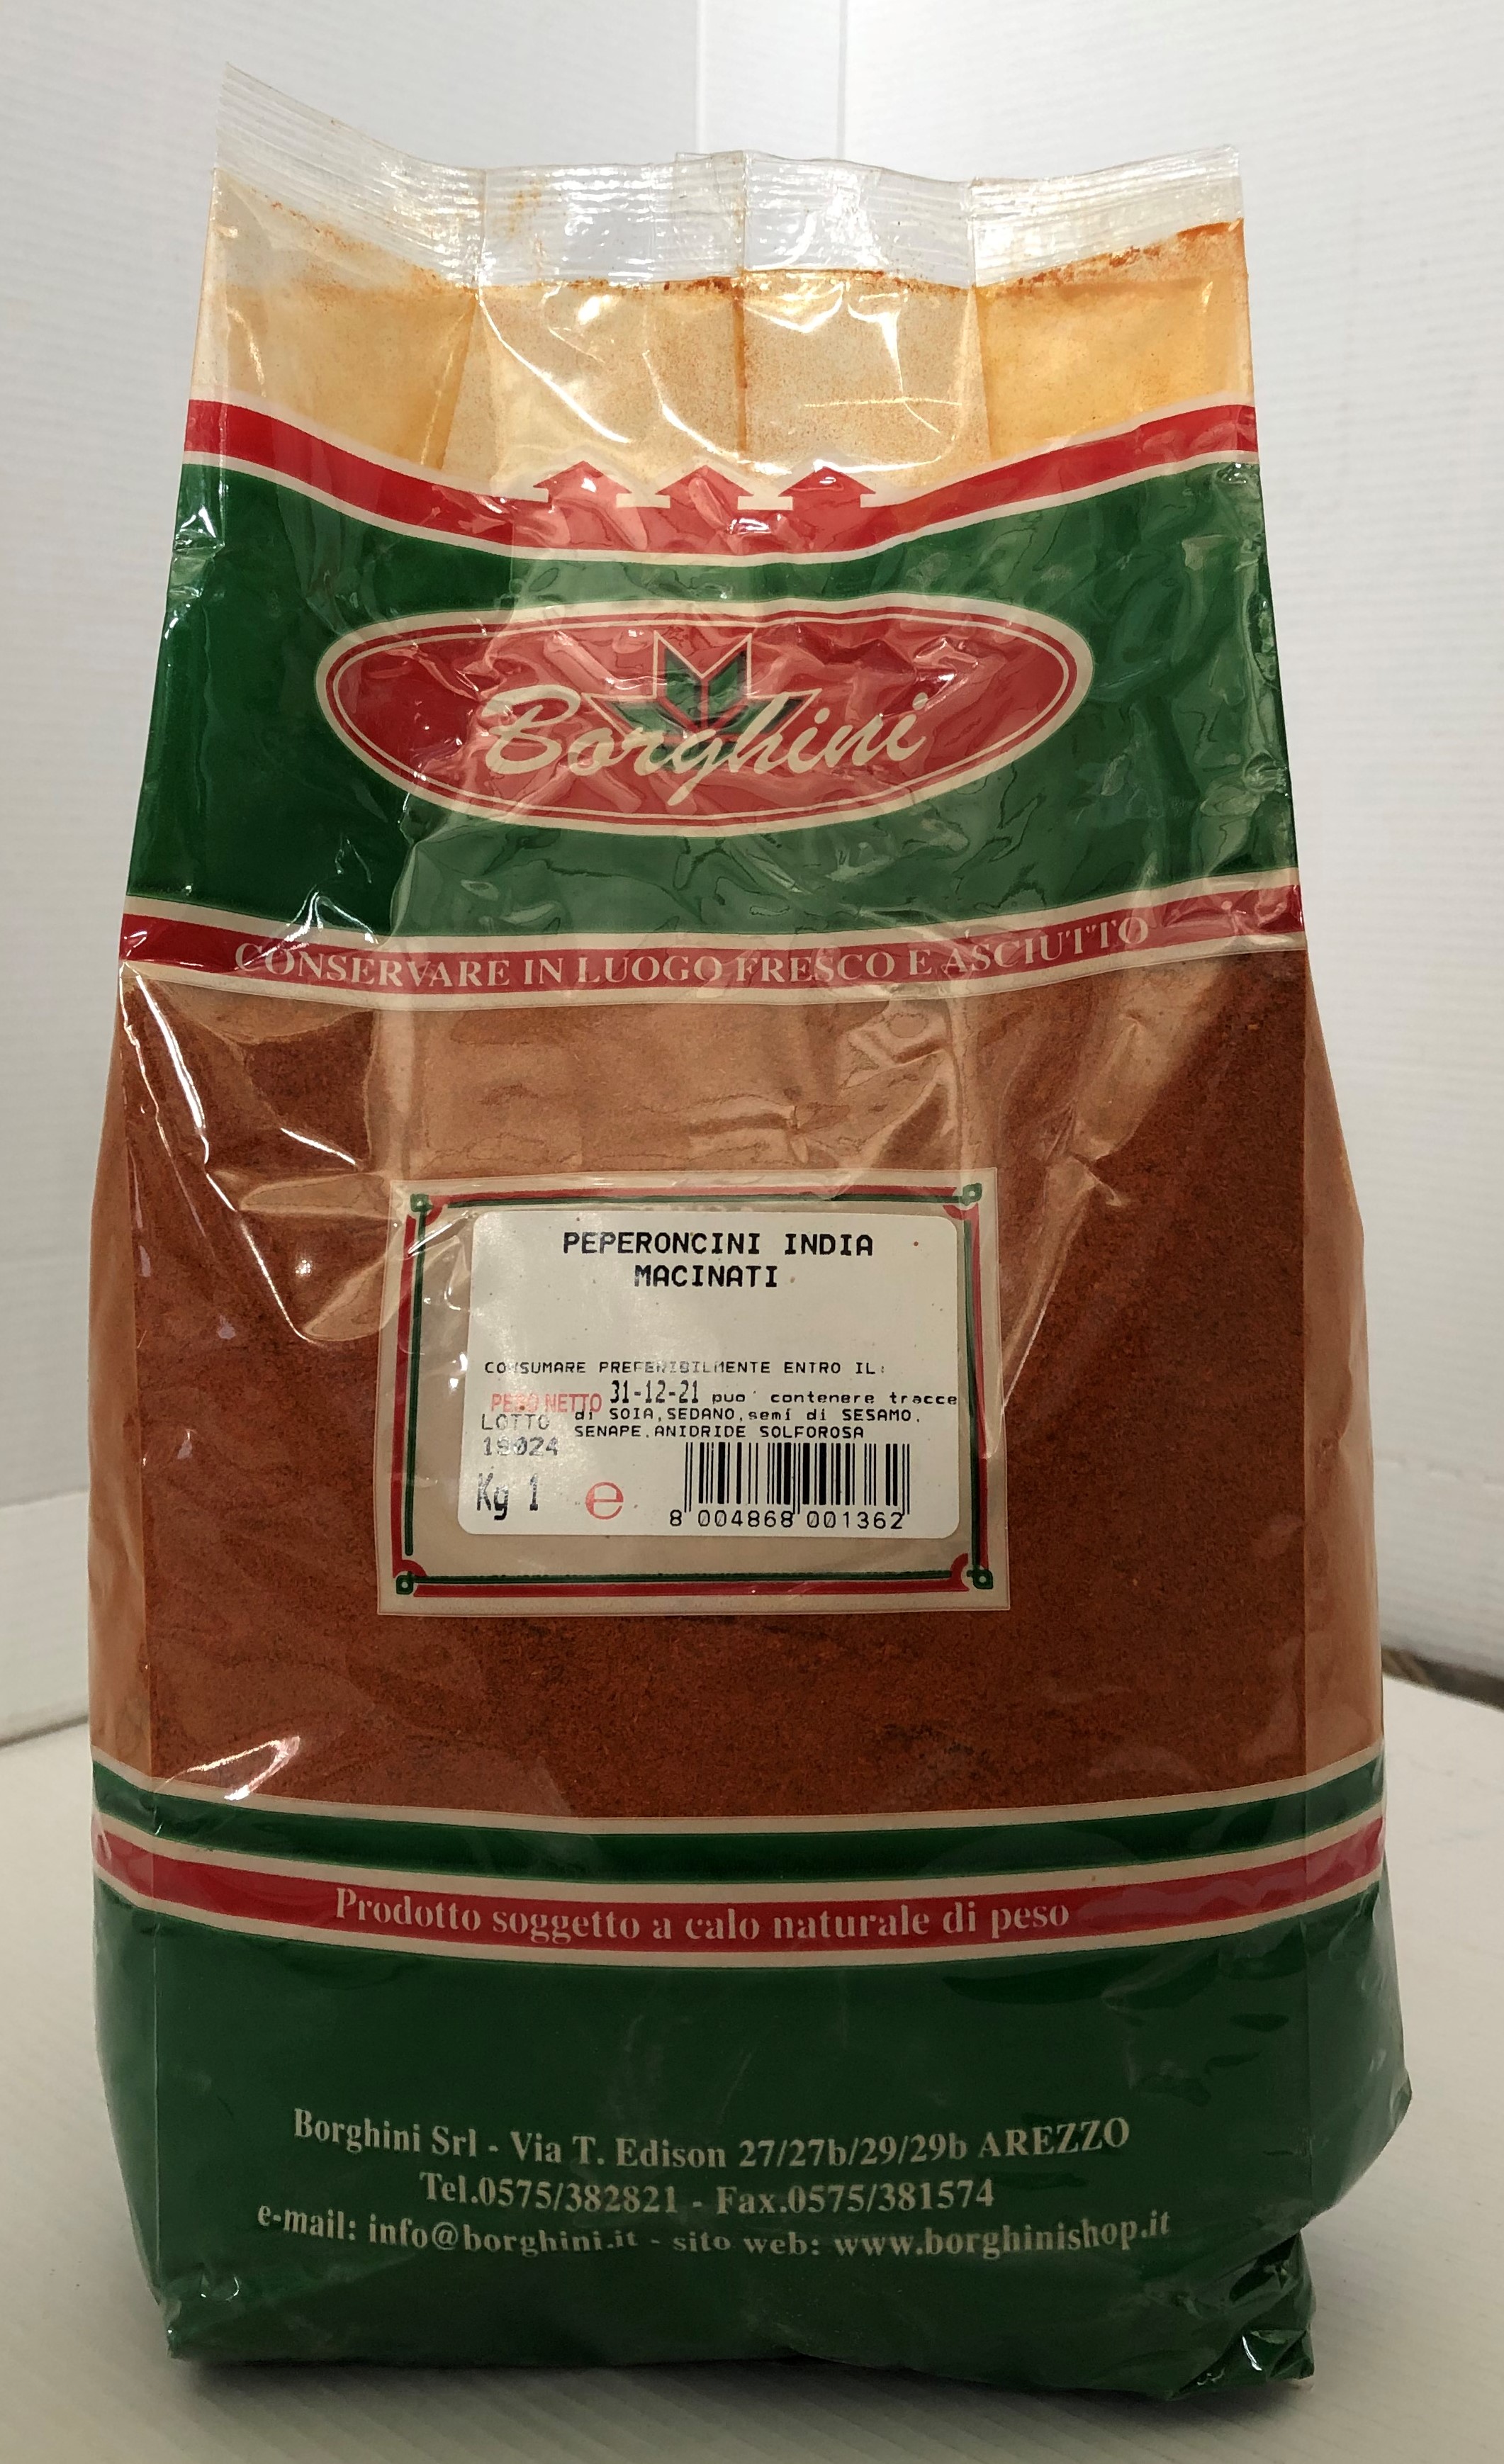 Borghini
CONSERVARE IN LUOGO FRESCO E ASCIUTTO
PEPERONCINI INDIA
MACINATI
CONSUMARE PREFERIBILMENTE ENTRO IL:
PESO NETTO 31-12-21 puo' contenere tracce
LOTTO di SOIA,SEDANO,semi di SESAMO,
SENAPE,ANIDRIDE SOLFOROSA
Kg 1 e
8 004868 001362
Prodotto soggetto a calo naturale di peso
Borghini Srl - Via T. Edison 27/27b/29/29b AREZZO
Tel.0575/382821 - Fax.0575/381574
e-mail: info@borghini.it - sito web: www.borghinishop.it